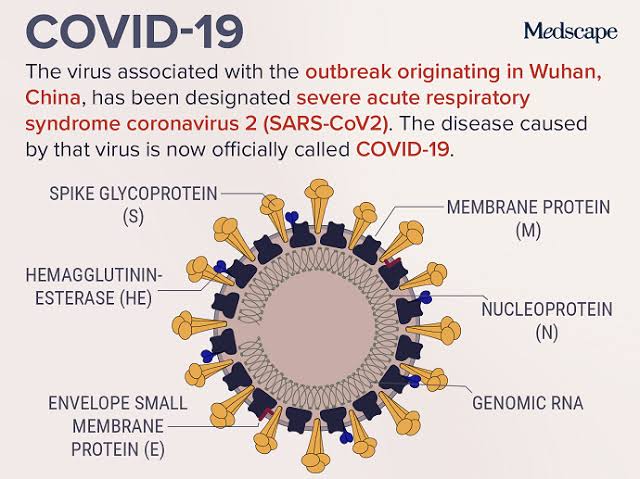 COVID-19
Medscape
The virus associated with the outbreak originating in Wuhan,
China, has been designated severe acute respiratory
syndrome coronavirus 2 (SARS-CoV2). The disease caused
by that virus is now officially called COVID-19.
SPIKE GLYCOPROTEIN
(S)
MEMBRANE PROTEIN
(M)
HEMAGGLUTININ-
ESTERASE (HE)
NUCLEOPROTEIN
(N)
ENVELOPE SMALL
MEMBRANE
PROTEIN (E)
GENOMIC RNA